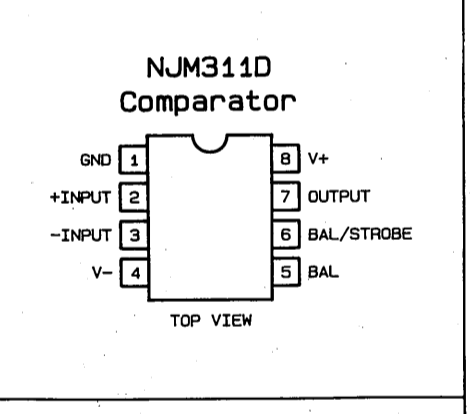 NJM311D
Comparator
GND 1 8 V+
+INPUT 2 7 OUTPUT
-INPUT 3 6 BAL/STROBE
V- 4 5 BAL
TOP VIEW